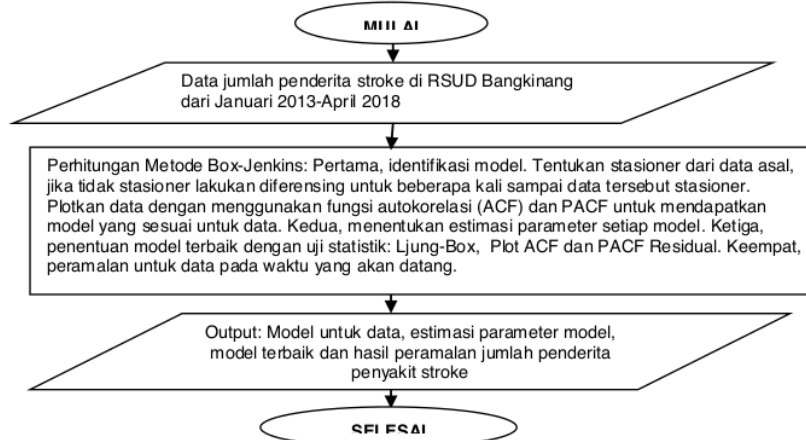 MULAI
Data jumlah penderita stroke di RSUD Bangkinang
dari Januari 2013-April 2018
Perhitungan Metode Box-Jenkins: Pertama, identifikasi model. Tentukan stasioner dari data asal,
jika tidak stasioner lakukan diferensing untuk beberapa kali sampai data tersebut stasioner.
Plotkan data dengan menggunakan fungsi autokorelasi (ACF) dan PACF untuk mendapatkan
model yang sesuai untuk data. Kedua, menentukan estimasi parameter setiap model. Ketiga,
penentuan model terbaik dengan uji statistik: Ljung-Box, Plot ACF dan PACF Residual. Keempat,
peramalan untuk data pada waktu yang akan datang.
Output: Model untuk data, estimasi parameter model,
model terbaik dan hasil peramalan jumlah penderita
penyakit stroke
SELESAI